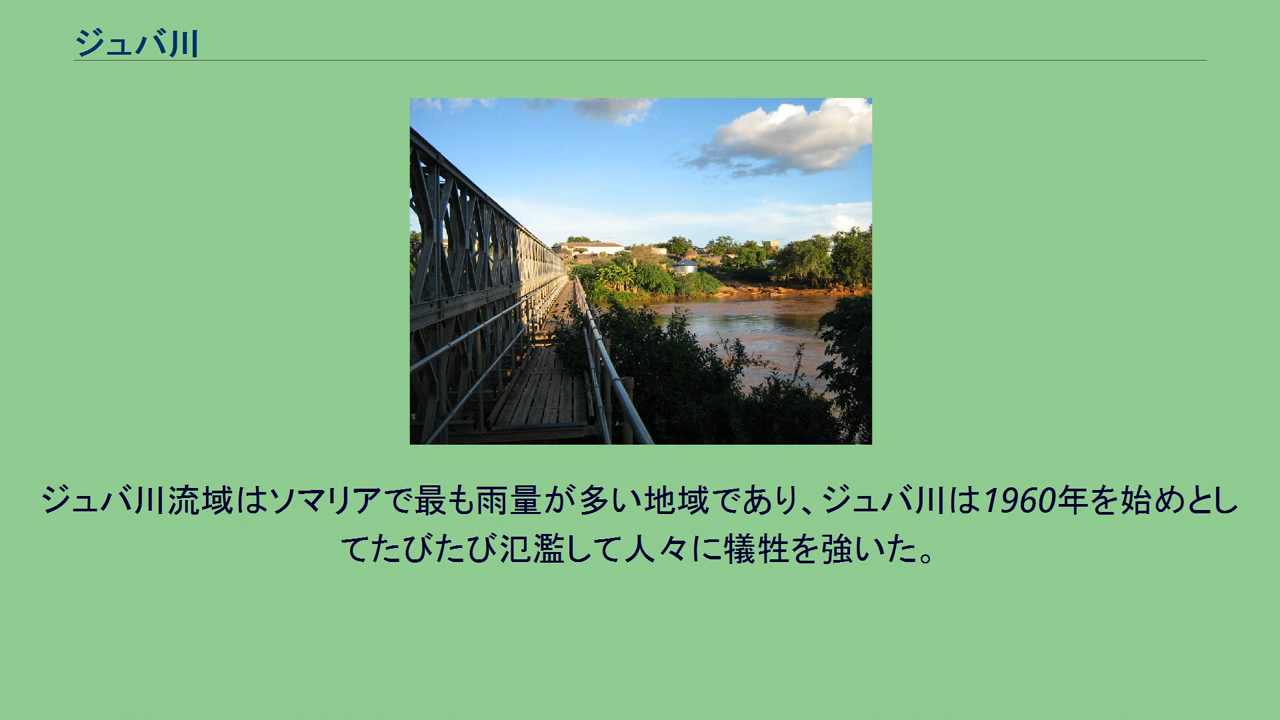 ジュバ川
ジュバ川流域はソマリアで最も雨量が多い地域であり、ジュバ川は1960年を始めとし
てたびたび氾濫して人々に犠牲を強いた。